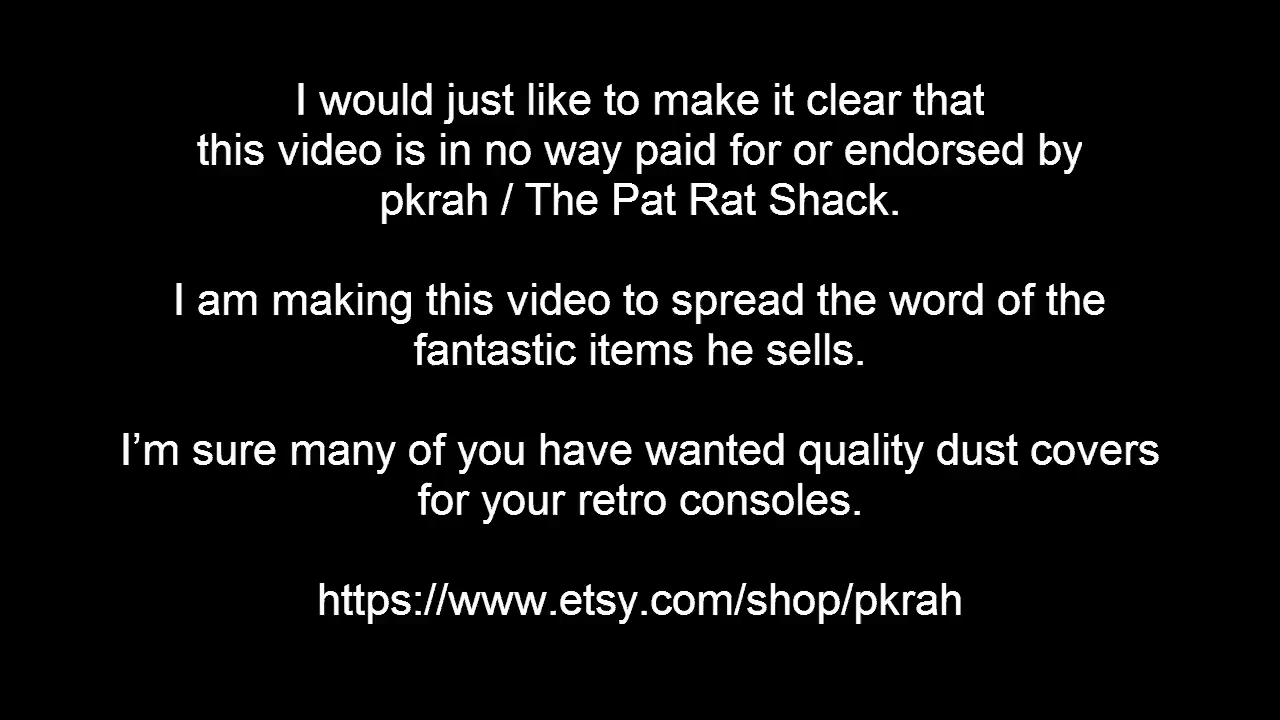 I would just like to make it clear that
this video is in no way paid for or endorsed by
pkrah / The Pat Rat Shack.
I am making this video to spread the word of the
fantastic items he sells.
I’m sure many of you have wanted quality dust covers
for your retro consoles.
https://www.etsy.com/shop/pkrah